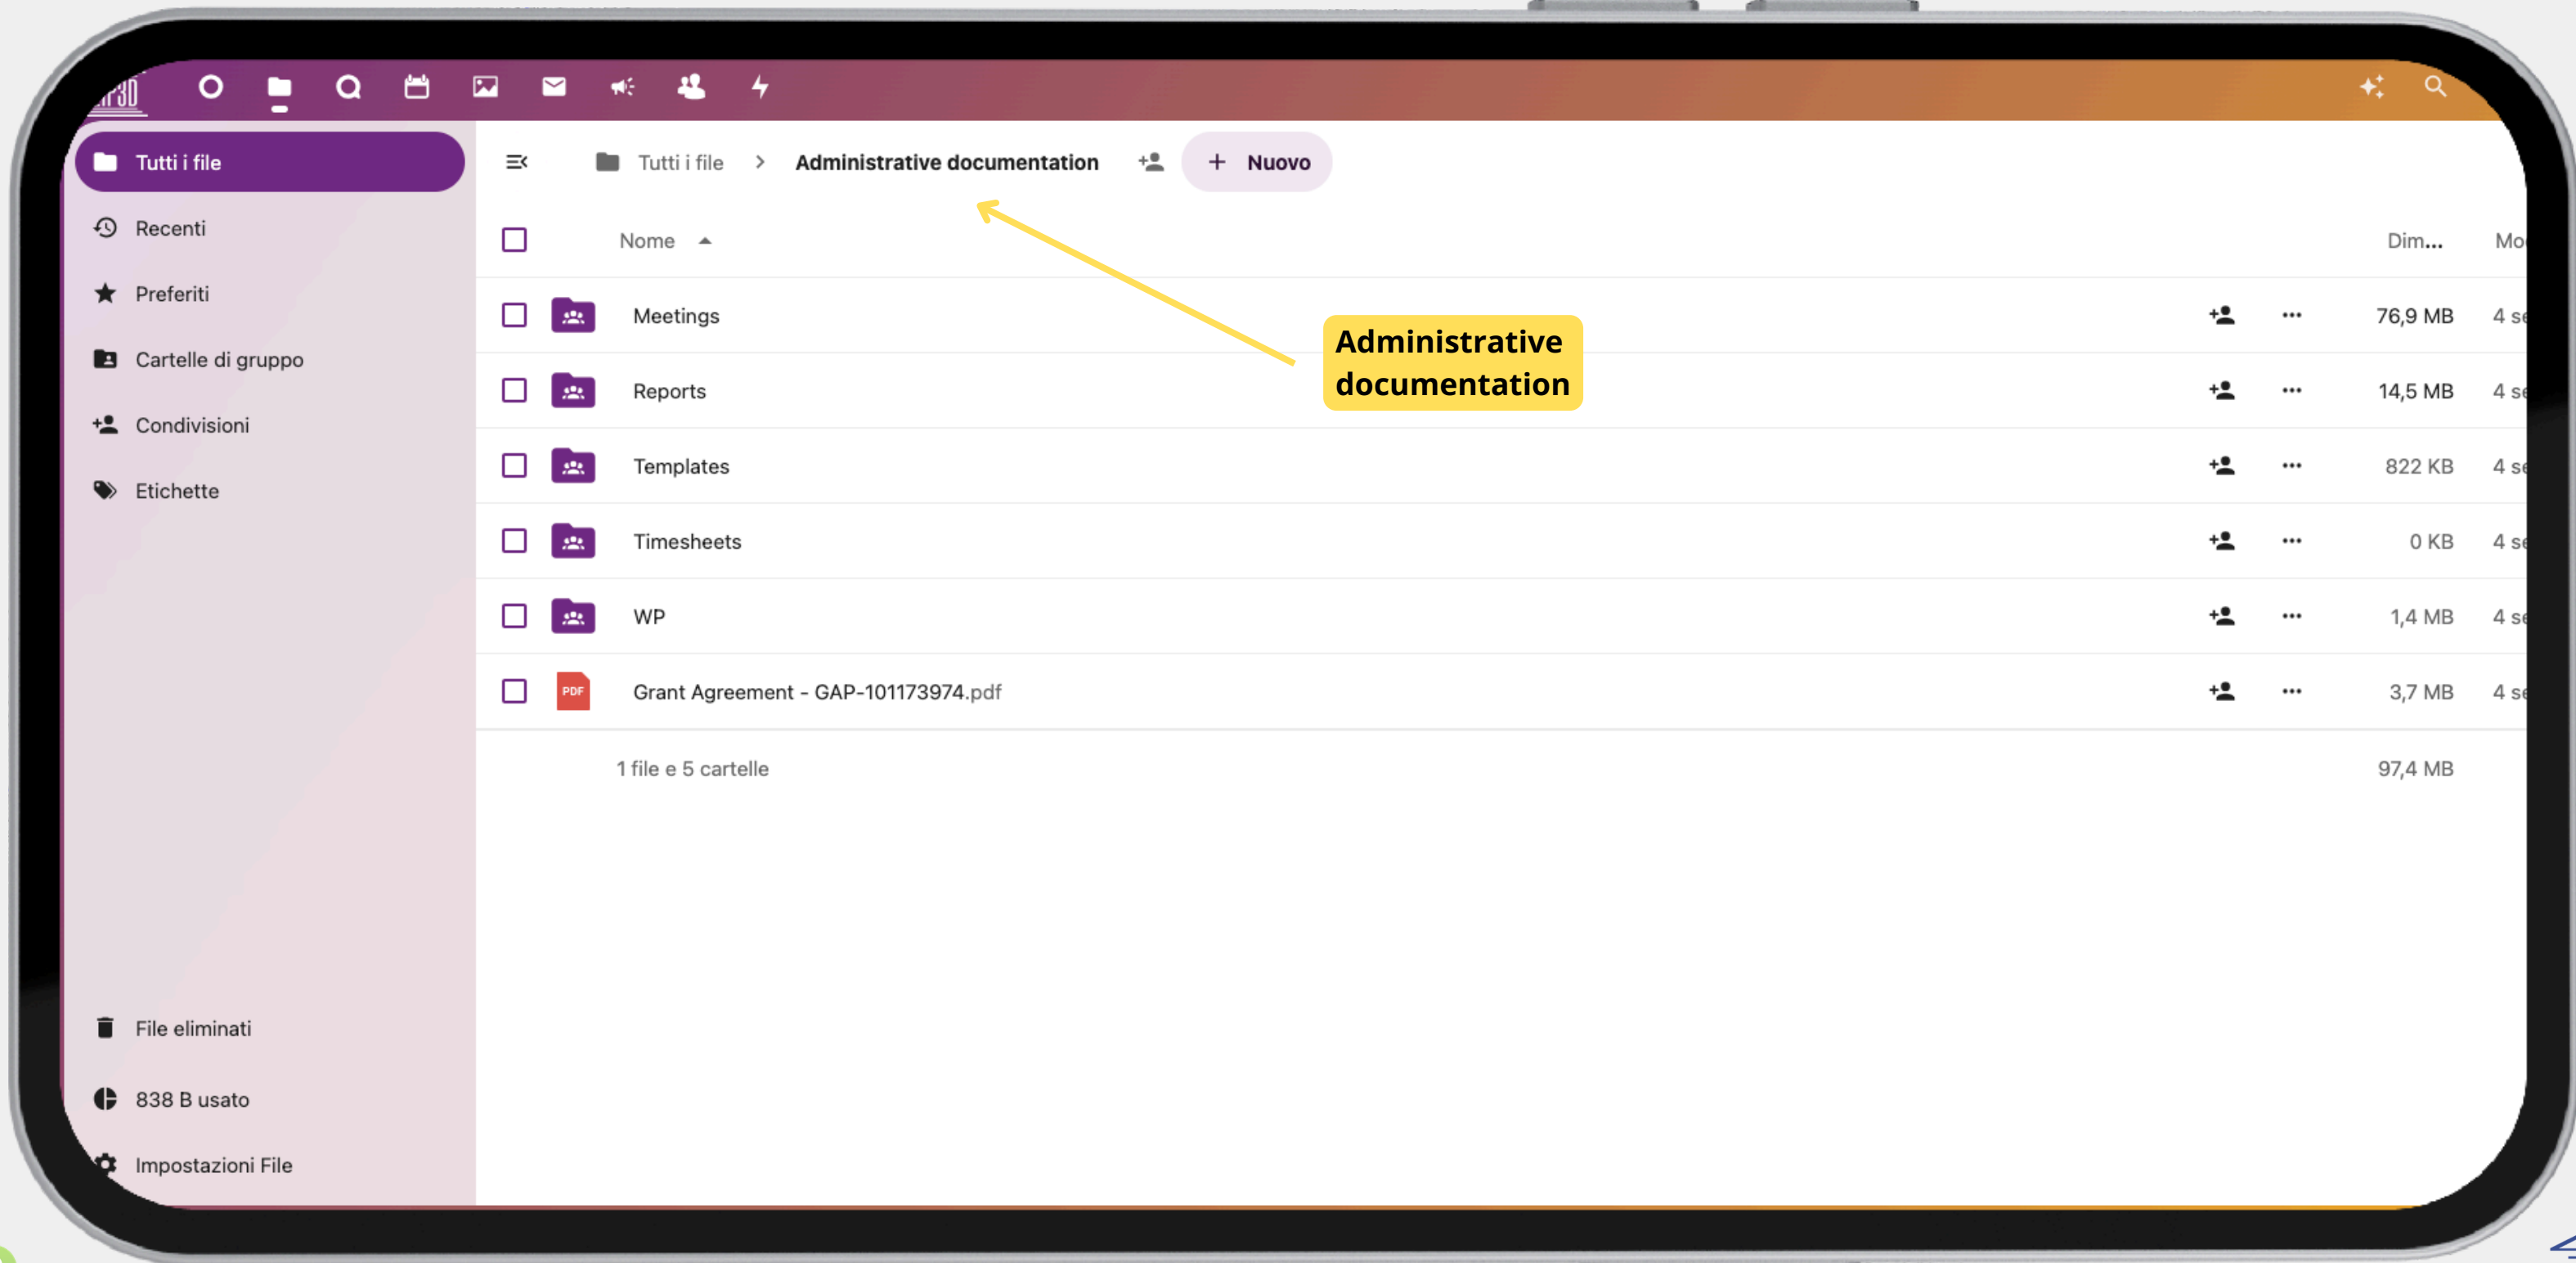 Tutti i file
Recenti
Preferiti
Cartelle di gruppo
Condivisioni
Etichette
File eliminati
838 B usato
Impostazioni File
Tutti i file > Administrative documentation + Nuovo
Nome Dim...
Meetings 76,9 MB
Reports 14,5 MB
Templates 822 KB
Timesheets 0 KB
WP 1,4 MB
PDF Grant Agreement - GAP-101173974.pdf 3,7 MB
1 file e 5 cartelle 97,4 MB
Administrative
documentation